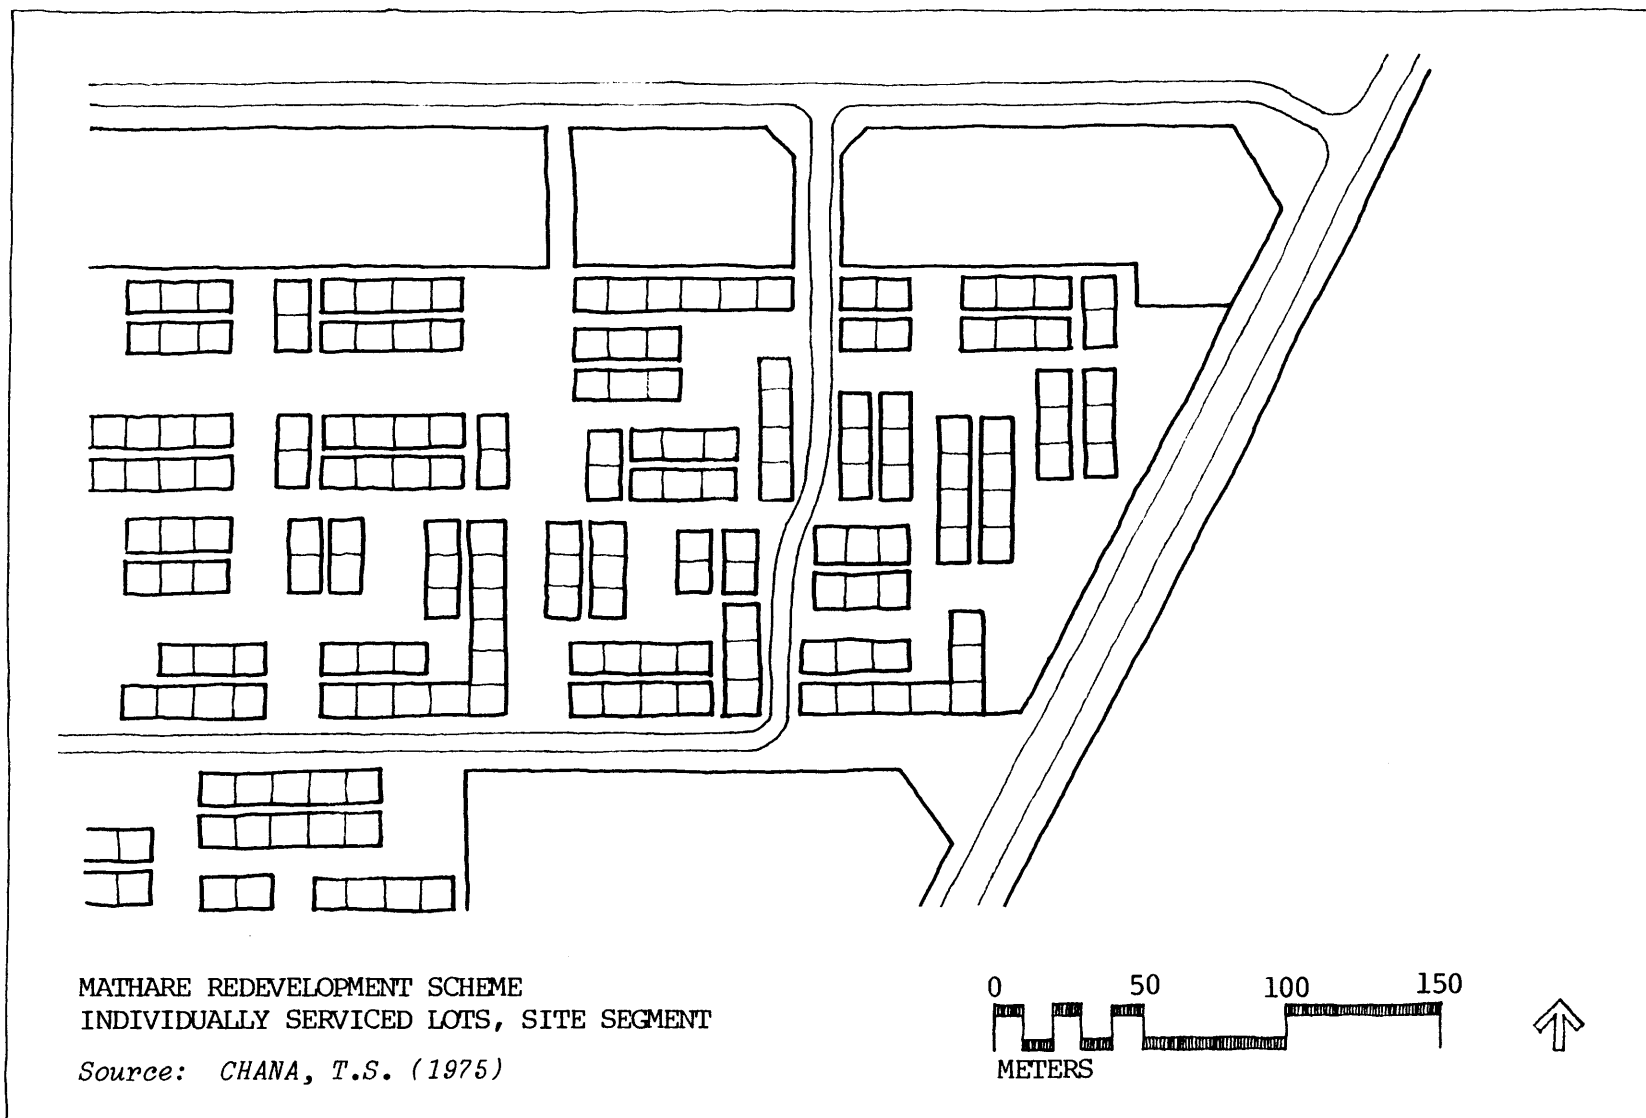 MATHARE REDEVELOPMENT SCHEME
INDIVIDUALLY SERVICED LOTS, SITE SEGMENT
Source: CHANA, T.S. (1975)
0 50 100 150
METERS